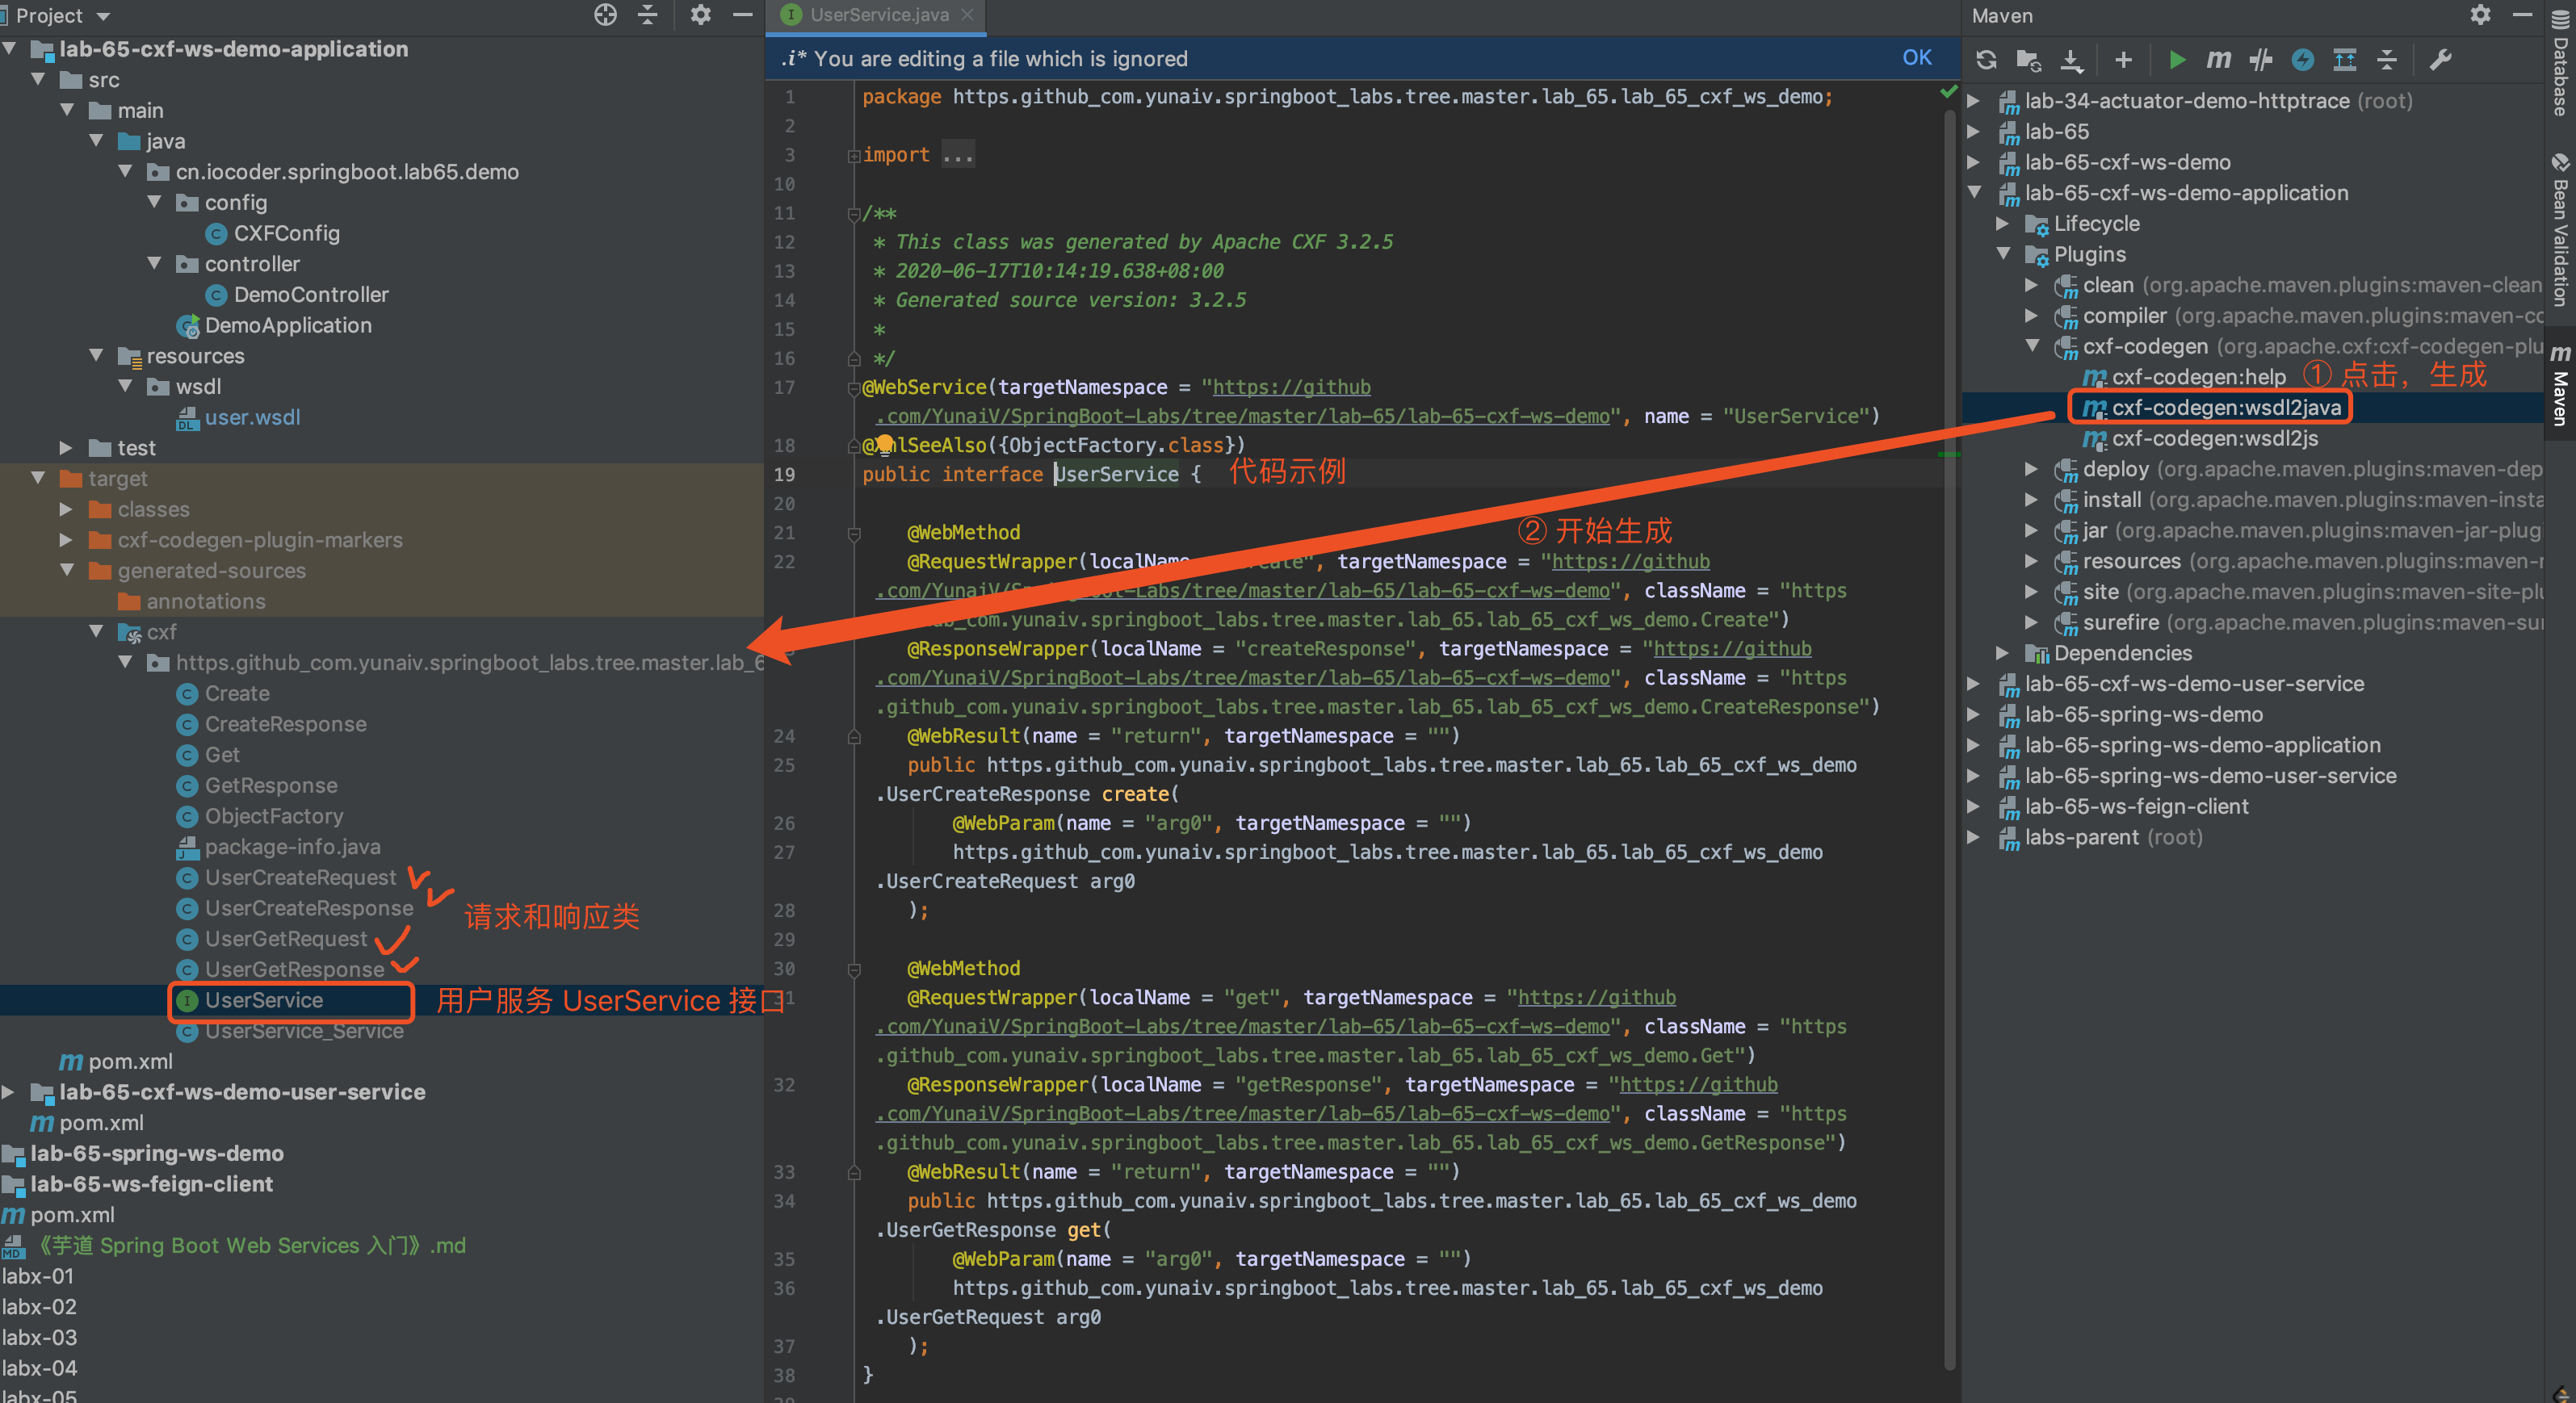 Project
lab-65-cxf-ws-demo-application
src
main
java
cn.iocoder.springboot.lab65.demo
config
CXFConfig
controller
DemoController
DemoApplication
resources
wsdl
user.wsdl
test
target
classes
cxf-codegen-plugin-markers
generated-sources
annotations
cxf
https.github_com.yunaiv.springboot_labs.tree.master.lab_6
Create
CreateResponse
Get
GetResponse
ObjectFactory
package-info.java
UserCreateRequest
UserCreateResponse
请求和响应类
UserGetRequest
UserGetResponse
UserService
用户服务 UserService 接口
UserService_Service
pom.xml
lab-65-cxf-ws-demo-user-service
pom.xml
lab-65-spring-ws-demo
lab-65-ws-feign-client
pom.xml
《芋道 Spring Boot Web Services 入门》.md
labx-01
labx-02
labx-03
labx-04
labx-05
UserService.java
.i* You are editing a file which is ignored
OK
1 package https.github_com.yunaiv.springboot_labs.tree.master.lab_65.lab_65_cxf_ws_demo;
2
3 import ...
10
11 /**
12 * This class was generated by Apache CXF 3.2.5
13 * 2020-06-17T10:14:19.638+08:00
14 * Generated source version: 3.2.5
15 *
16 */
17 @WebService(targetNamespace = "https://github
.com/YunaiV/SpringBoot-Labs/tree/master/lab-65/lab-65-cxf-ws-demo", name = "UserService")
18 @XmlSeeAlso({ObjectFactory.class})
19 public interface UserService {
代码示例
20
21 @WebMethod
② 开始生成
22 @RequestWrapper(localName = "create", targetNamespace = "https://github
.com/YunaiV/SpringBoot-Labs/tree/master/lab-65/lab-65-cxf-ws-demo", className = "https
.github_com.yunaiv.springboot_labs.tree.master.lab_65.lab_65_cxf_ws_demo.Create")
@ResponseWrapper(localName = "createResponse", targetNamespace = "https://github
.com/YunaiV/SpringBoot-Labs/tree/master/lab-65/lab-65-cxf-ws-demo", className = "https
.github_com.yunaiv.springboot_labs.tree.master.lab_65.lab_65_cxf_ws_demo.CreateResponse")
24 @WebResult(name = "return", targetNamespace = "")
25 public https.github_com.yunaiv.springboot_labs.tree.master.lab_65.lab_65_cxf_ws_demo
.UserCreateResponse create(
26 @WebParam(name = "arg0", targetNamespace = "")
27 https.github_com.yunaiv.springboot_labs.tree.master.lab_65.lab_65_cxf_ws_demo
.UserCreateRequest arg0
28 );
29
30 @WebMethod
31 @RequestWrapper(localName = "get", targetNamespace = "https://github
.com/YunaiV/SpringBoot-Labs/tree/master/lab-65/lab-65-cxf-ws-demo", className = "https
.github_com.yunaiv.springboot_labs.tree.master.lab_65.lab_65_cxf_ws_demo.Get")
32 @ResponseWrapper(localName = "getResponse", targetNamespace = "https://github
.com/YunaiV/SpringBoot-Labs/tree/master/lab-65/lab-65-cxf-ws-demo", className = "https
.github_com.yunaiv.springboot_labs.tree.master.lab_65.lab_65_cxf_ws_demo.GetResponse")
33 @WebResult(name = "return", targetNamespace = "")
34 public https.github_com.yunaiv.springboot_labs.tree.master.lab_65.lab_65_cxf_ws_demo
.UserGetResponse get(
35 @WebParam(name = "arg0", targetNamespace = "")
36 https.github_com.yunaiv.springboot_labs.tree.master.lab_65.lab_65_cxf_ws_demo
.UserGetRequest arg0
37 );
38 }
Maven
lab-34-actuator-demo-httptrace (root)
lab-65
lab-65-cxf-ws-demo
lab-65-cxf-ws-demo-application
Lifecycle
Plugins
clean (org.apache.maven.plugins:maven-clean
compiler (org.apache.maven.plugins:maven-co
cxf-codegen (org.apache.cxf:cxf-codegen-plu
cxf-codegen:help
① 点击，生成
cxf-codegen:wsdl2java
cxf-codegen:wsdl2js
deploy (org.apache.maven.plugins:maven-dep
install (org.apache.maven.plugins:maven-insta
jar (org.apache.maven.plugins:maven-jar-plug
resources (org.apache.maven.plugins:maven-r
site (org.apache.maven.plugins:maven-site-plu
surefire (org.apache.maven.plugins:maven-su
Dependencies
lab-65-cxf-ws-demo-user-service
lab-65-spring-ws-demo
lab-65-spring-ws-demo-application
lab-65-spring-ws-demo-user-service
lab-65-ws-feign-client
labs-parent (root)
Database
Bean Validation
Maven